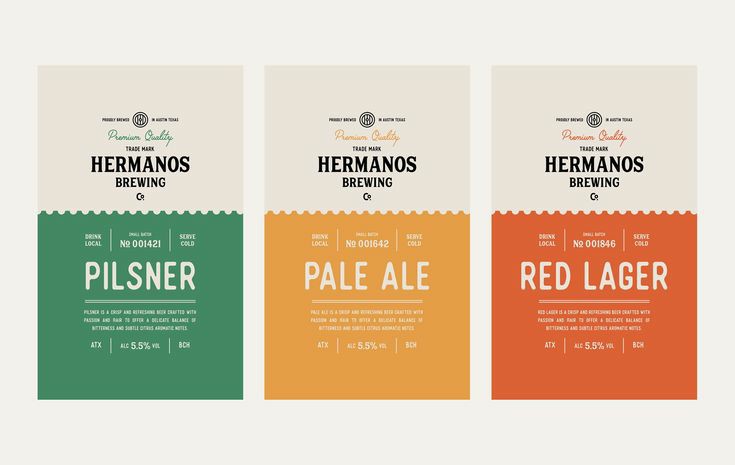 PROUDLY BREWED IN AUSTIN TEXAS
Premium Quality
TRADE MARK
HERMANOS
BREWING
Co.
DRINK LOCAL
SMALL BATCH
No 001421
SERVE COLD
PILSNER
PILSNER IS A CRISP AND REFRESHING BEER CRAFTED WITH
PASSION AND PAIR TO OFFER A DELICATE BALANCE OF
BITTERNESS AND SUBTLE CITRUS AROMATIC NOTES.
ATX ALC 5.5% VOL BCH
PROUDLY BREWED IN AUSTIN TEXAS
Premium Quality
TRADE MARK
HERMANOS
BREWING
Co.
DRINK LOCAL
SMALL BATCH
No 001642
SERVE COLD
PALE ALE
PALE ALE IS A CRISP AND REFRESHING BEER CRAFTED WITH
PASSION AND PAIR TO OFFER A DELICATE BALANCE OF
BITTERNESS AND SUBTLE CITRUS AROMATIC NOTES.
ATX ALC 5.5% VOL BCH
PROUDLY BREWED IN AUSTIN TEXAS
Premium Quality
TRADE MARK
HERMANOS
BREWING
Co.
DRINK LOCAL
SMALL BATCH
No 001846
SERVE COLD
RED LAGER
RED LAGER IS A CRISP AND REFRESHING BEER CRAFTED WITH
PASSION AND PAIR TO OFFER A DELICATE BALANCE OF
BITTERNESS AND SUBTLE CITRUS AROMATIC NOTES.
ATX ALC 5.5% VOL BCH